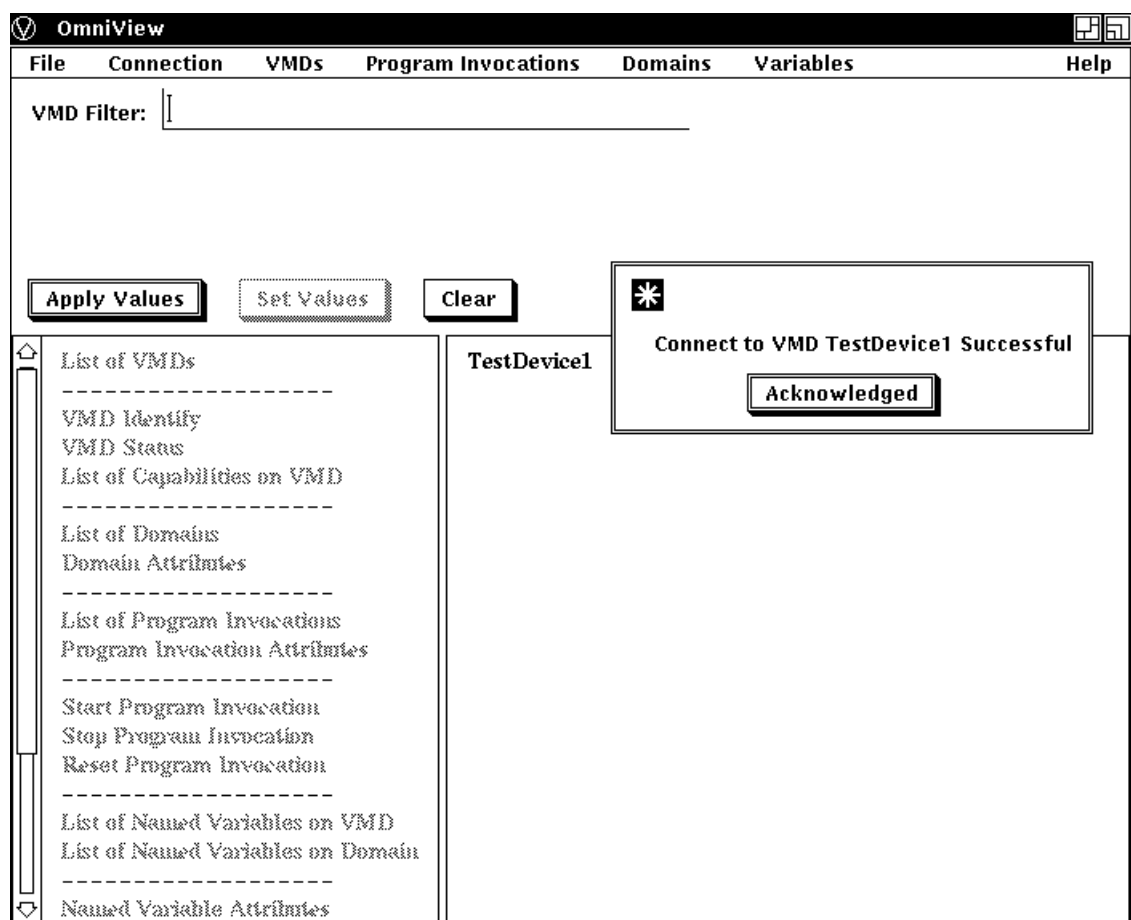 OmniView
File Connection VMDs Program Invocations Domains Variables Help
VMD Filter:
Apply Values Set Values Clear
Connect to VMD TestDevice1 Successful
Acknowledged
List of VMDs
--------------------
VMD Identify
VMD Status
List of Capabilities on VMD
--------------------
List of Domains
Domain Attributes
--------------------
List of Program Invocations
Program Invocation Attributes
--------------------
Start Program Invocation
Stop Program Invocation
Reset Program Invocation
--------------------
List of Named Variables on VMD
List of Named Variables on Domain
--------------------
Named Variable Attributes
TestDevice1